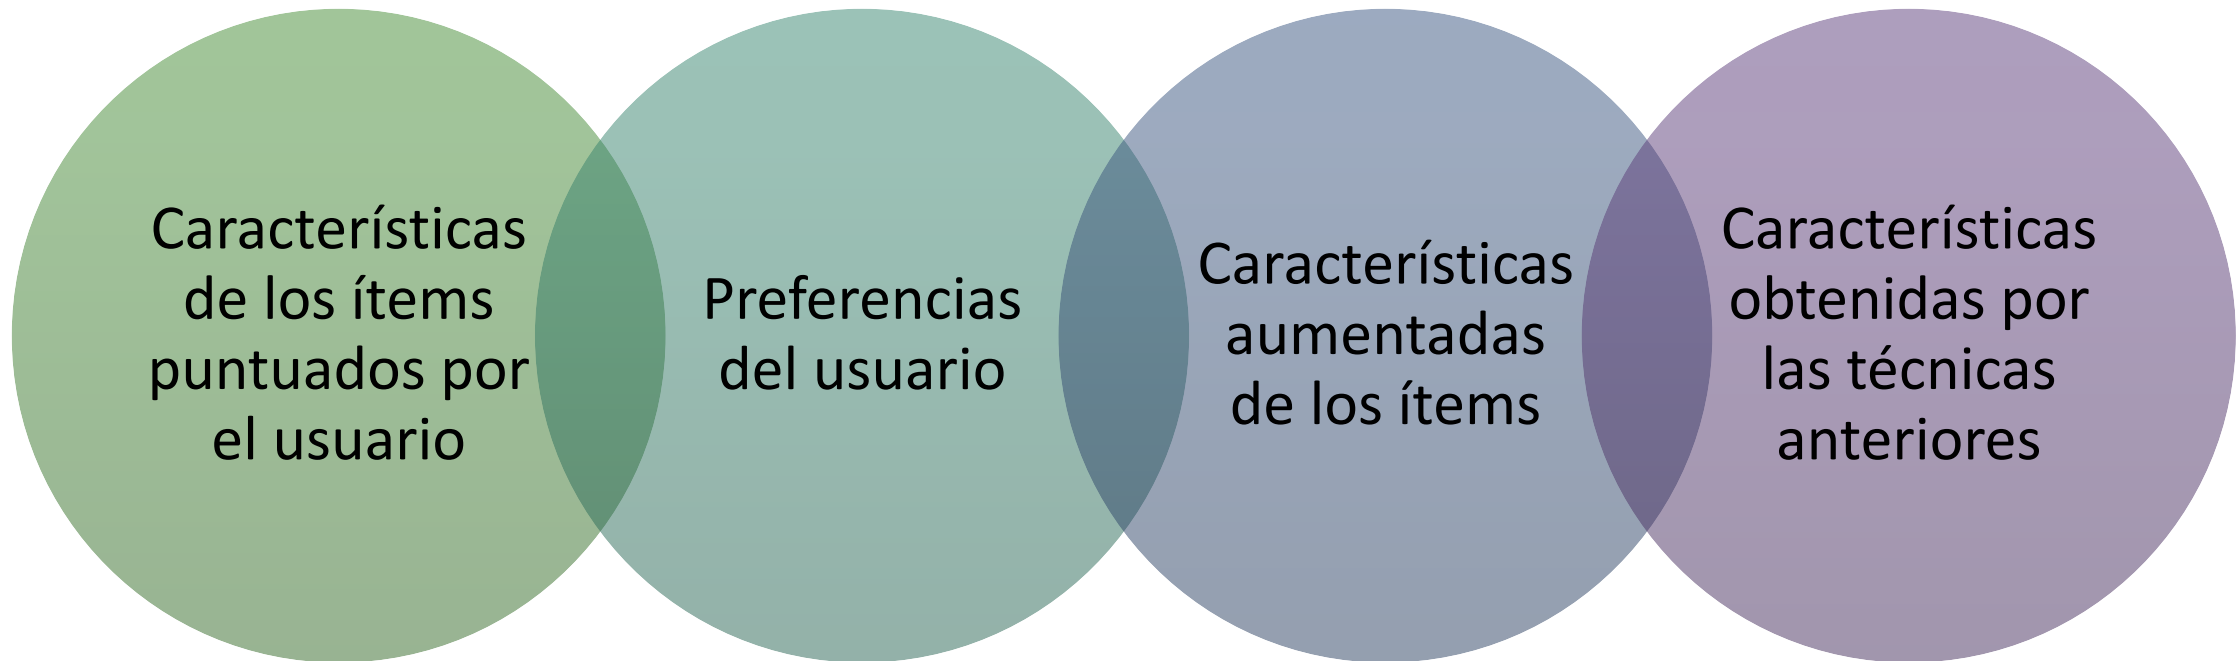 Características
de los ítems
puntuados por
el usuario
Preferencias
del usuario
Características
aumentadas
de los ítems
Características
obtenidas por
las técnicas
anteriores